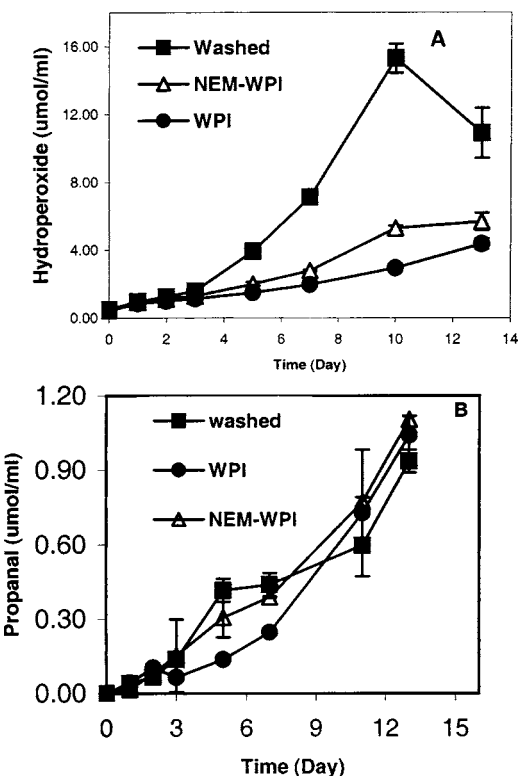 A
Washed
NEM-WPI
WPI
Hydroperoxide (umol/ml)
16.00
12.00
8.00
4.00
0.00
0 2 4 6 8 10 12 14
Time (Day)
B
washed
WPI
NEM-WPI
Propanal (umol/ml)
1.20
0.90
0.60
0.30
0.00
0 3 6 9 12 15
Time (Day)